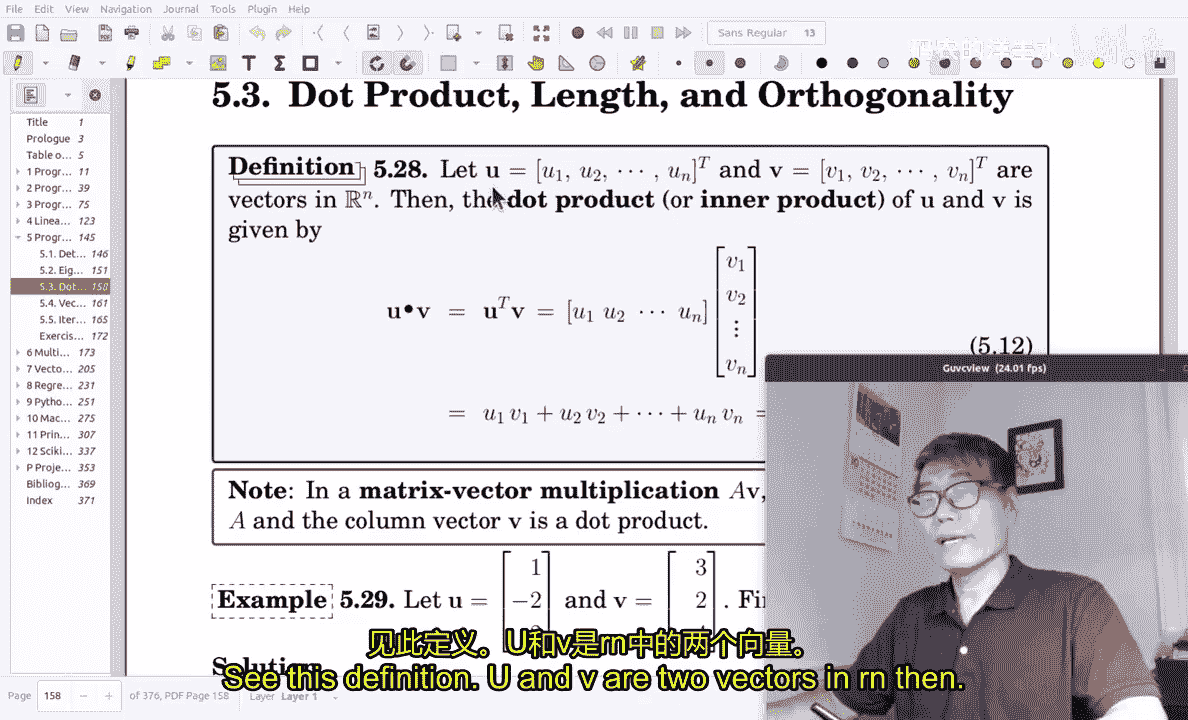 File Edit View Navigation Journal Tools Plugin Help
Sans Regular 13
Title 1
Prologue 3
Table o... 5
1 Progr... 11
2 Progr... 39
3 Progr... 75
4 Linea... 123
5 Progr... 145
5.1. Det... 146
5.2. Eig... 151
5.3. Dot... 158
5.4. Vec... 161
5.5. Iter... 165
Exercis... 172
6 Multi... 173
7 Vecto... 205
8 Regre... 231
9 Pytho... 251
10 Mac... 275
11 Prin... 307
12 Sciki... 337
P Proje... 353
Bibliog... 369
Index 371
5.3. Dot Product, Length, and Orthogonality
Definition 5.28. Let u = [u₁, u₂, ⋯ , uₙ]ᵀ and v = [v₁, v₂, ⋯ , vₙ]ᵀ are
vectors in ℝⁿ. Then, the dot product (or inner product) of u and v is
given by
u•v = uᵀv = [u₁ u₂ ⋯ uₙ] [v₁ v₂ ⋮ vₙ]
(5.12)
= u₁v₁ + u₂v₂ + ⋯ + uₙvₙ =
Note: In a matrix-vector multiplication Av,
A and the column vector v is a dot product.
Example 5.29. Let u = [1 −2 and v = [3 2 . Fi
Solution
Guvcview (24.01 fps)
见此定义。U和v是rn中的两个向量。
See this definition. U and v are two vectors in rn then.
Page 158 of 376, PDF Page 158 Layer Layer 1